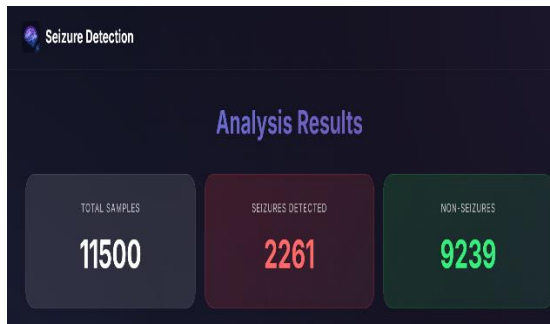 Seizure Detection
Analysis Results
TOTAL SAMPLES
11500
SEIZURES DETECTED
2261
NON-SEIZURES
9239